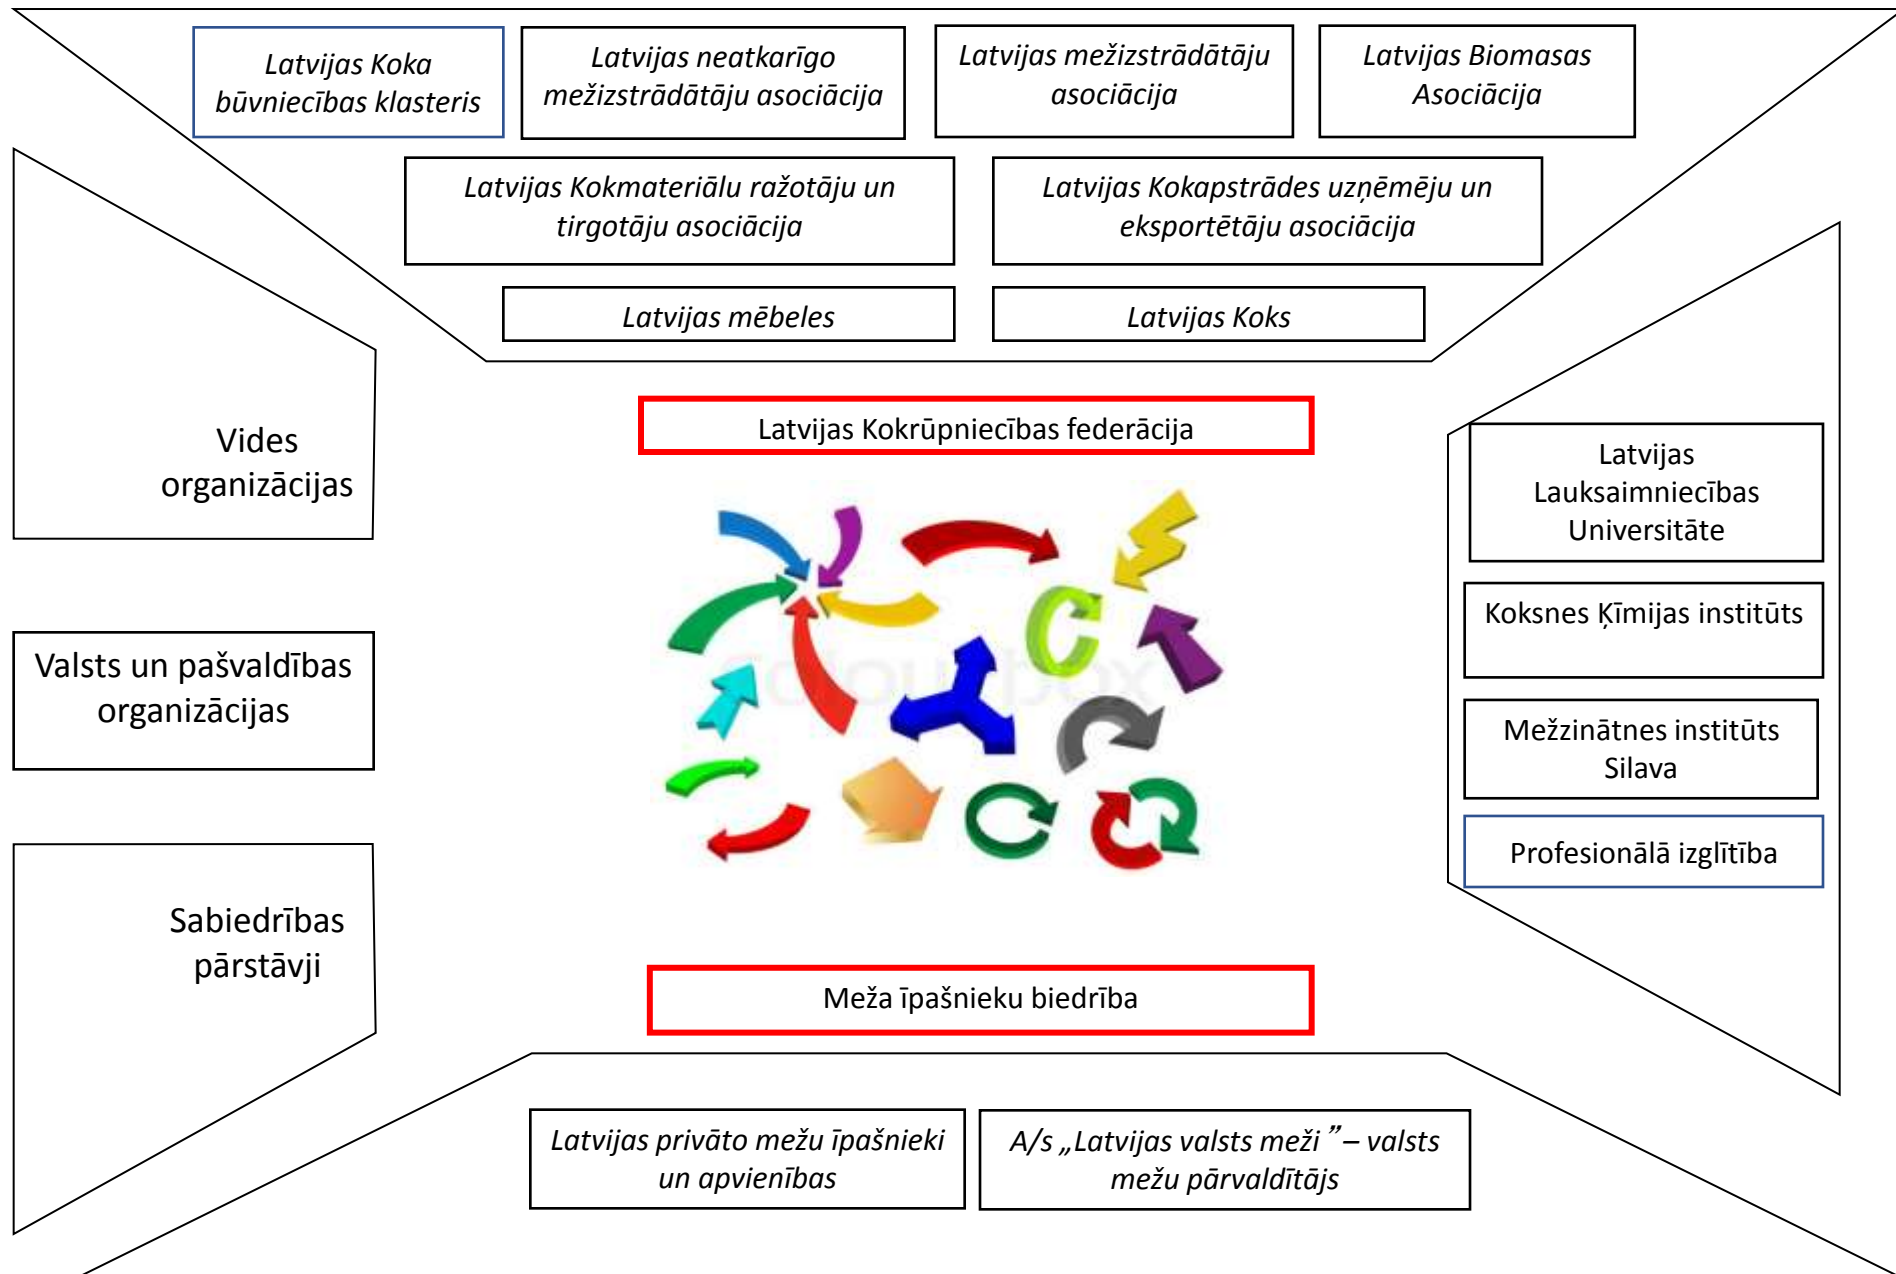 Latvijas Koka
būvniecības klasteris
Latvijas neatkarīgo
mežizstrādātāju asociācija
Latvijas mežizstrādātāju
asociācija
Latvijas Biomasas
Asociācija
Latvijas Kokmateriālu ražotāju un
tirgotāju asociācija
Latvijas Kokapstrādes uzņēmēju un
eksportētāju asociācija
Latvijas mēbeles
Latvijas Koks
Latvijas Kokrūpniecības federācija
Vides
organizācijas
Valsts un pašvaldības
organizācijas
Sabiedrības
pārstāvji
colourbox
Latvijas
Lauksaimniecības
Universitāte
Koksnes Ķīmijas institūts
Mežzinātnes institūts
Silava
Profesionālā izglītība
Meža īpašnieku biedrība
Latvijas privāto mežu īpašnieki
un apvienības
A/s „Latvijas valsts meži” – valsts
mežu pārvaldītājs